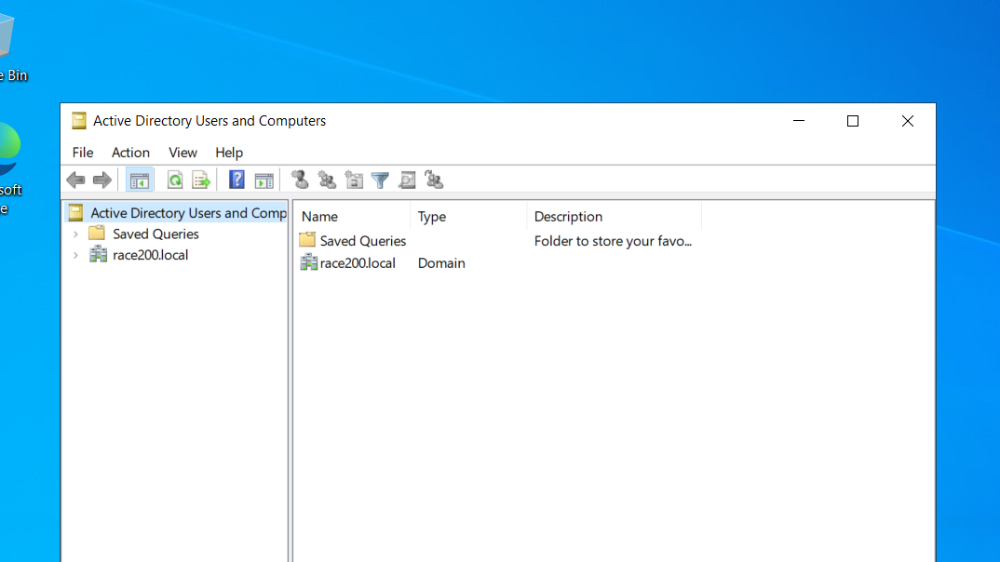 e Bin
soft
e
Active Directory Users and Computers
File Action View Help
Active Directory Users and Comp
Saved Queries
race200.local
Name Type Description
Saved Queries Folder to store your favo...
race200.local Domain